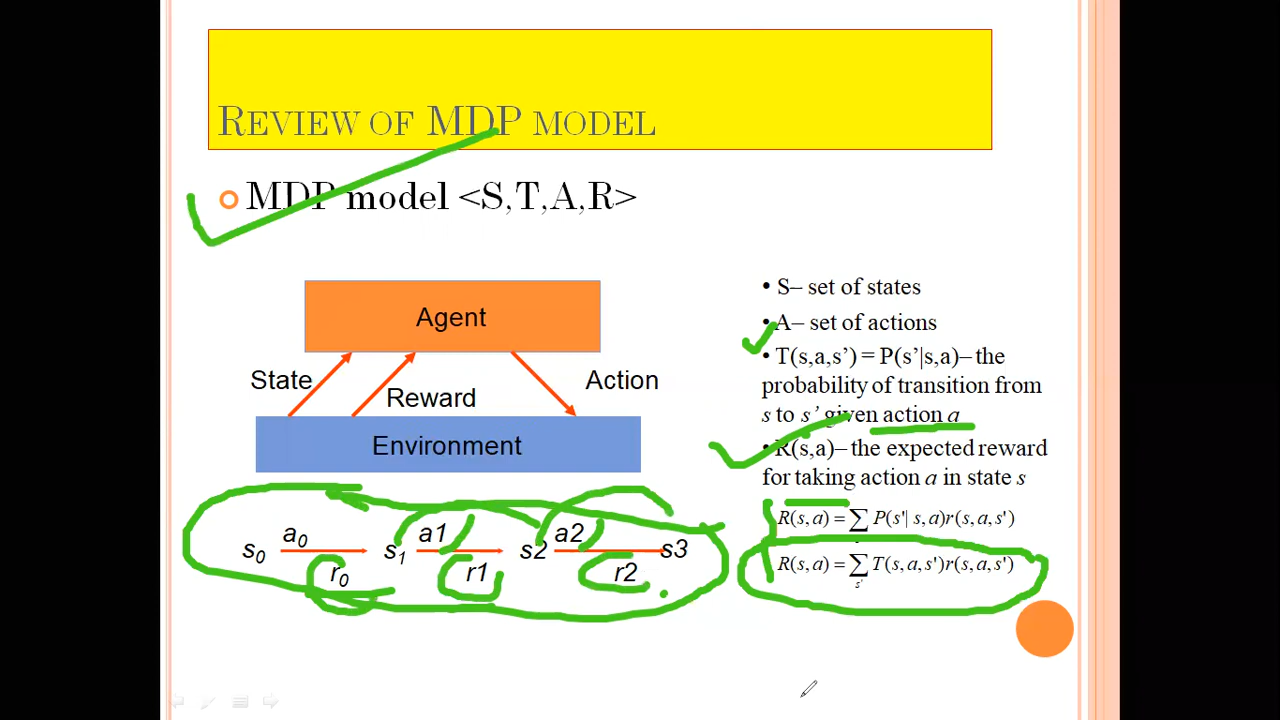 REVIEW OF MDP MODEL
MDP model <S,T,A,R>
Agent
State
Reward
Action
Environment
s0 a0 s1 a1 s2 a2 s3
r0 r1 r2
• S– set of states
• A– set of actions
• T(s,a,s’) = P(s’|s,a)– the
probability of transition from
s to s’ given action a
• R(s,a)– the expected reward
for taking action a in state s
R(s,a) = ∑ P(s'| s,a)r(s,a,s')
R(s,a) = ∑ T(s,a,s')r(s,a,s')
s'